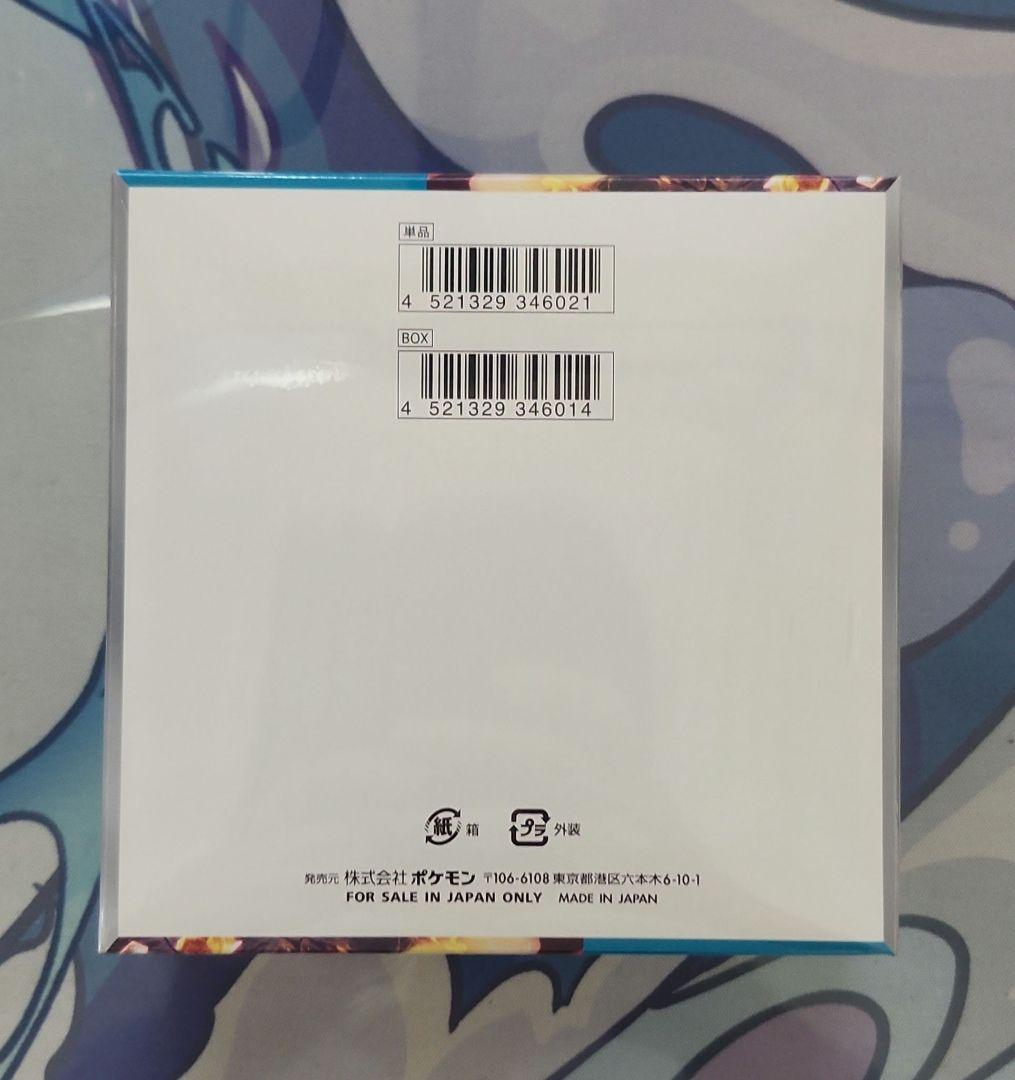 単品
4 521329 346021
BOX
4 521329 346014
紙 箱 プラ 外装
発売元 株式会社 ポケモン 〒106-6108 東京都港区六本木6-10-1
FOR SALE IN JAPAN ONLY MADE IN JAPAN